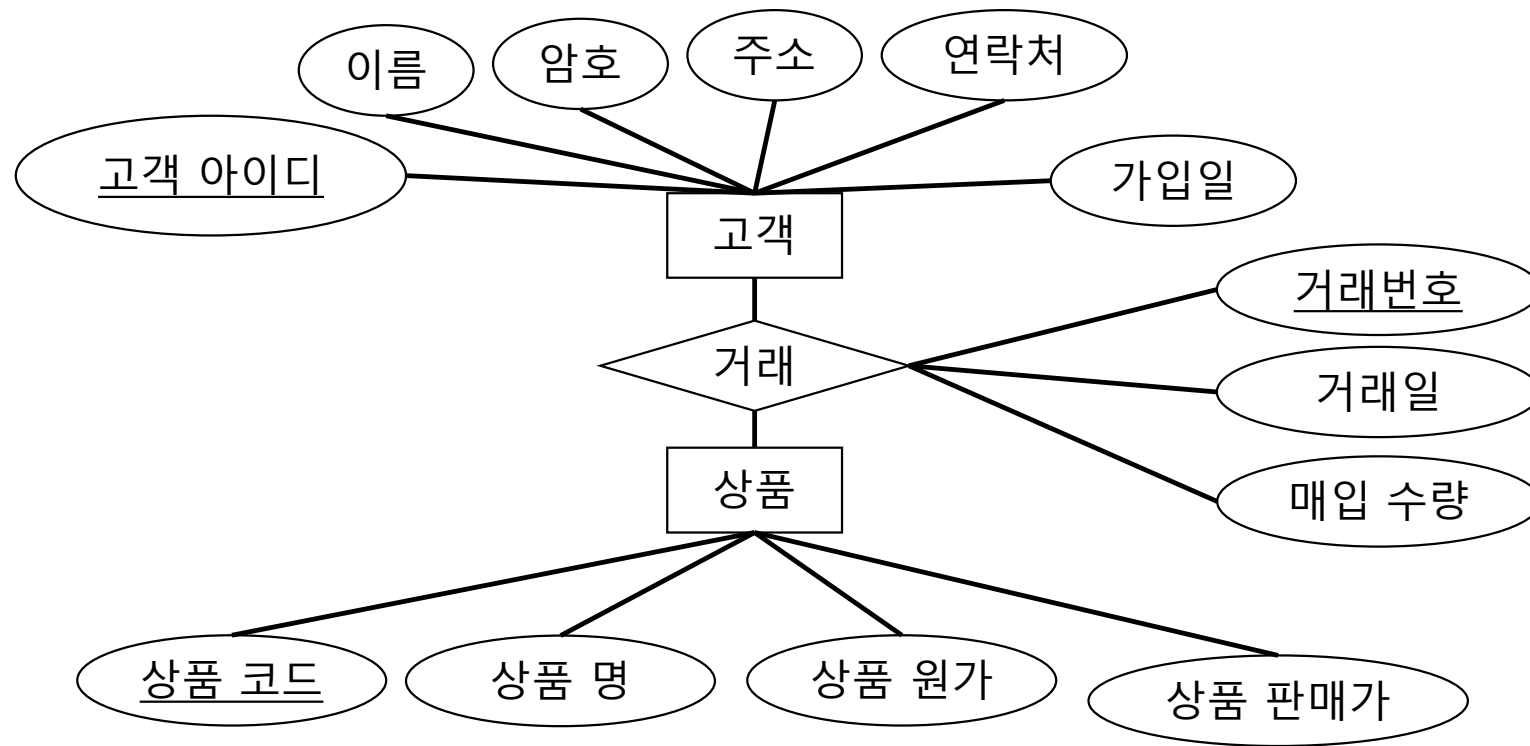 이름
암호
주소
연락처
고객 아이디
가입일
고객
거래번호
거래
거래일
상품
매입 수량
상품 코드
상품 명
상품 원가
상품 판매가